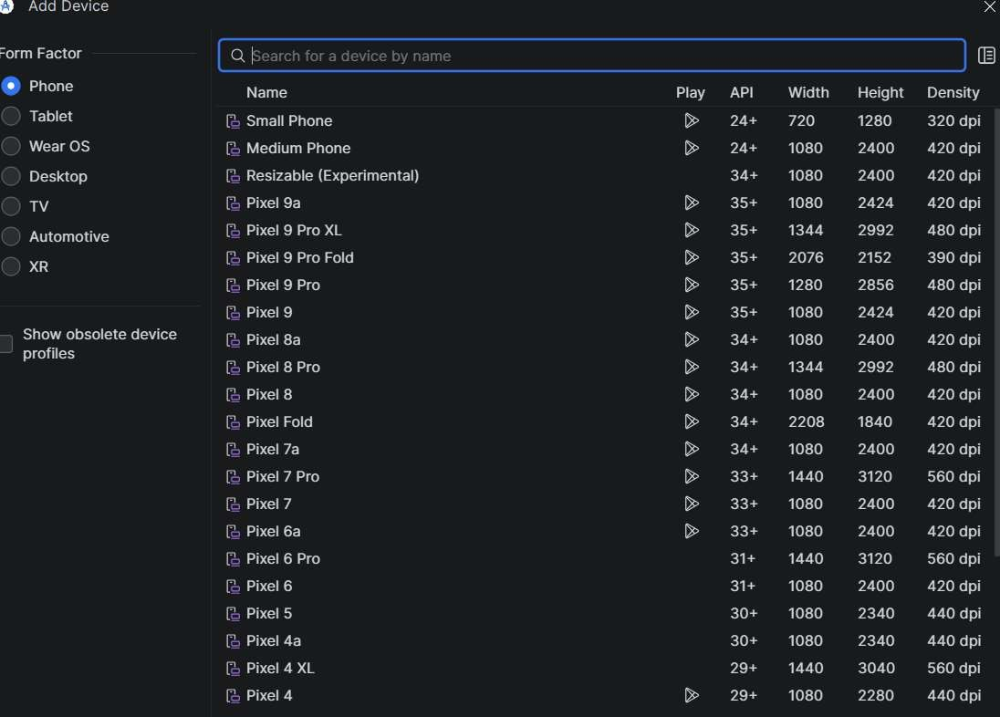 Add Device
Form Factor
Phone
Tablet
Wear OS
Desktop
TV
Automotive
XR
Show obsolete device
profiles
Search for a device by name
Name Play API Width Height Density
Small Phone 24+ 720 1280 320 dpi
Medium Phone 24+ 1080 2400 420 dpi
Resizable (Experimental) 34+ 1080 2400 420 dpi
Pixel 9a 35+ 1080 2424 420 dpi
Pixel 9 Pro XL 35+ 1344 2992 480 dpi
Pixel 9 Pro Fold 35+ 2076 2152 390 dpi
Pixel 9 Pro 35+ 1280 2856 480 dpi
Pixel 9 35+ 1080 2424 420 dpi
Pixel 8a 34+ 1080 2400 420 dpi
Pixel 8 Pro 34+ 1344 2992 480 dpi
Pixel 8 34+ 1080 2400 420 dpi
Pixel Fold 34+ 2208 1840 420 dpi
Pixel 7a 34+ 1080 2400 420 dpi
Pixel 7 Pro 33+ 1440 3120 560 dpi
Pixel 7 33+ 1080 2400 420 dpi
Pixel 6a 33+ 1080 2400 420 dpi
Pixel 6 Pro 31+ 1440 3120 560 dpi
Pixel 6 31+ 1080 2400 420 dpi
Pixel 5 30+ 1080 2340 440 dpi
Pixel 4a 30+ 1080 2340 440 dpi
Pixel 4 XL 29+ 1440 3040 560 dpi
Pixel 4 29+ 1080 2280 440 dpi